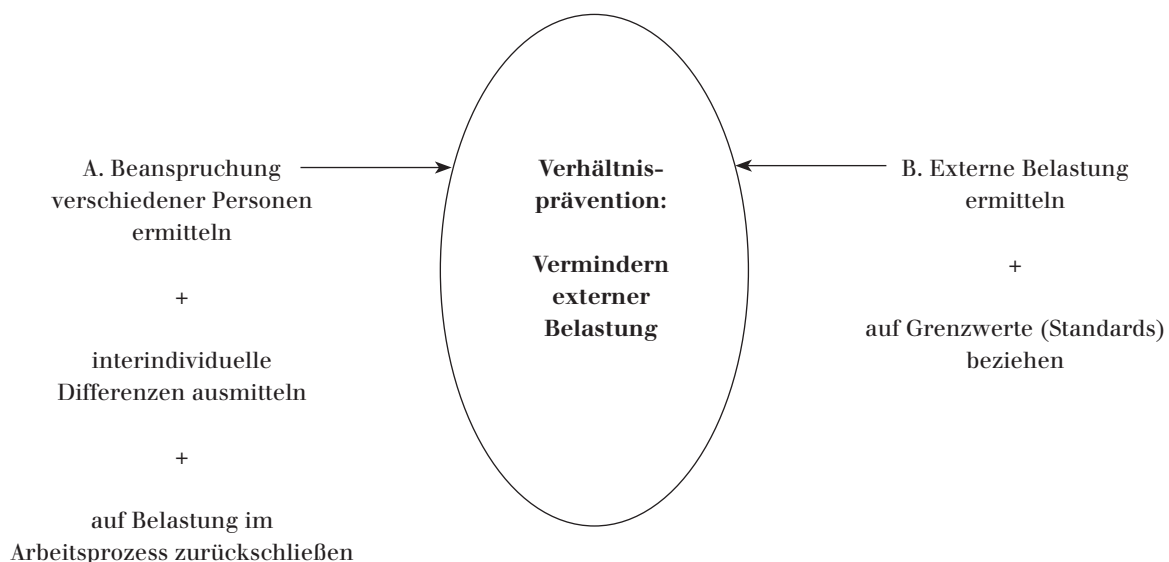 A. Beanspruchung
verschiedener Personen
ermitteln
+
interindividuelle
Differenzen ausmitteln
+
auf Belastung im
Arbeitsprozess zurückschließen
Verhältnis-
prävention:
Vermindern
externer
Belastung
B. Externe Belastung
ermitteln
+
auf Grenzwerte (Standards)
beziehen